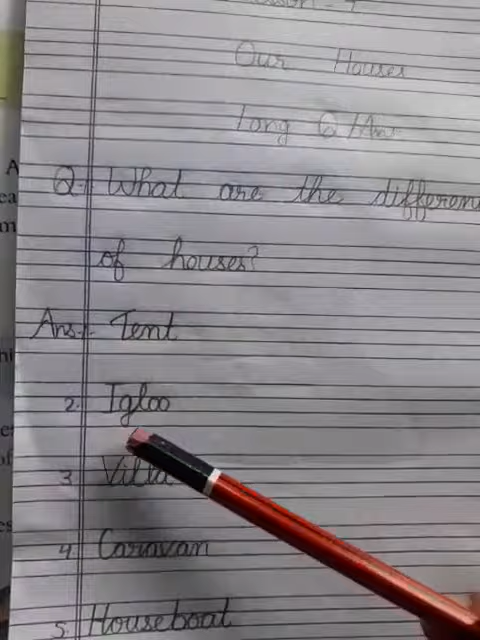 Our Houses
Long Q/Ans
Q.1. What are the
of houses?
Ans.1. Tent
2. Igloo
3. Villa
4. Caravan
5. Houseboat